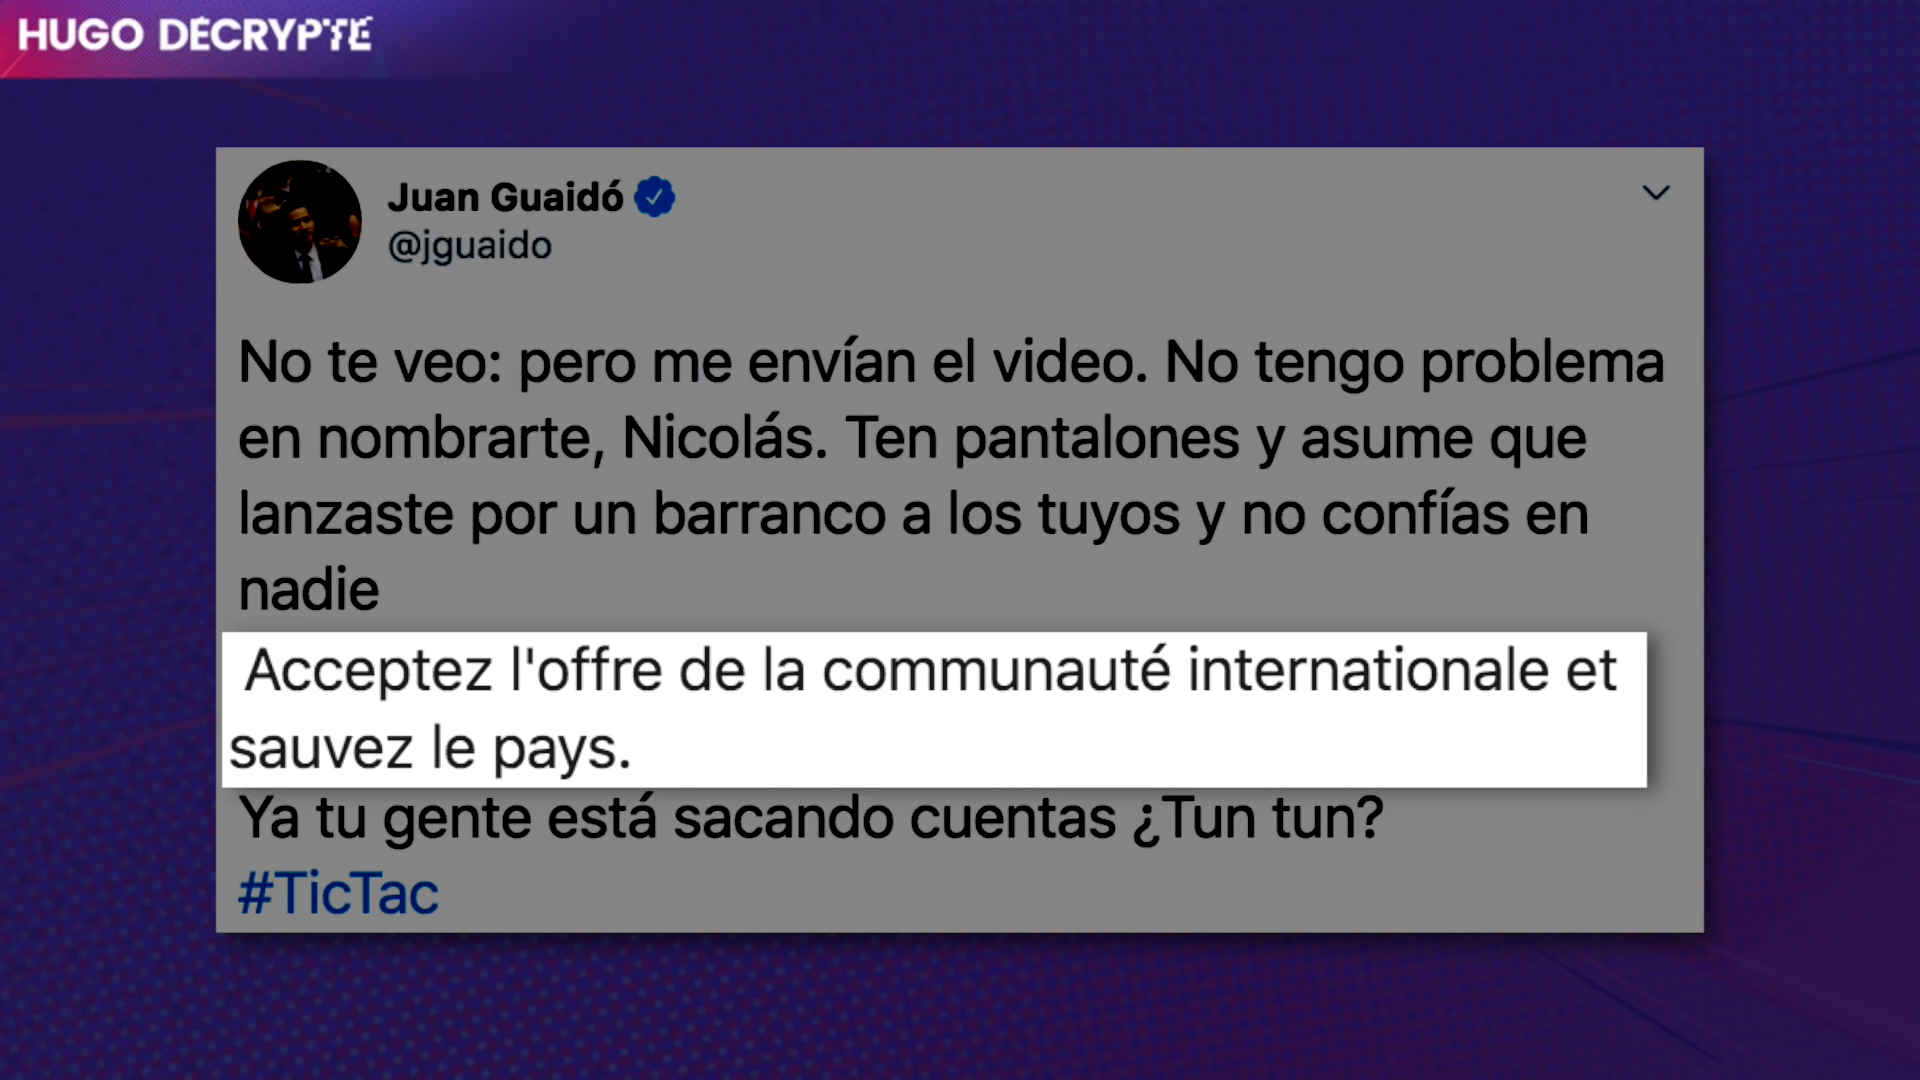 HUGO DÉCRYPTE
Juan Guaidó
@jguaido
No te veo: pero me envían el video. No tengo problema
en nombrarte, Nicolás. Ten pantalones y asume que
lanzaste por un barranco a los tuyos y no confías en
nadie
Acceptez l'offre de la communauté internationale et
sauvez le pays.
Ya tu gente está sacando cuentas ¿Tun tun?
#TicTac